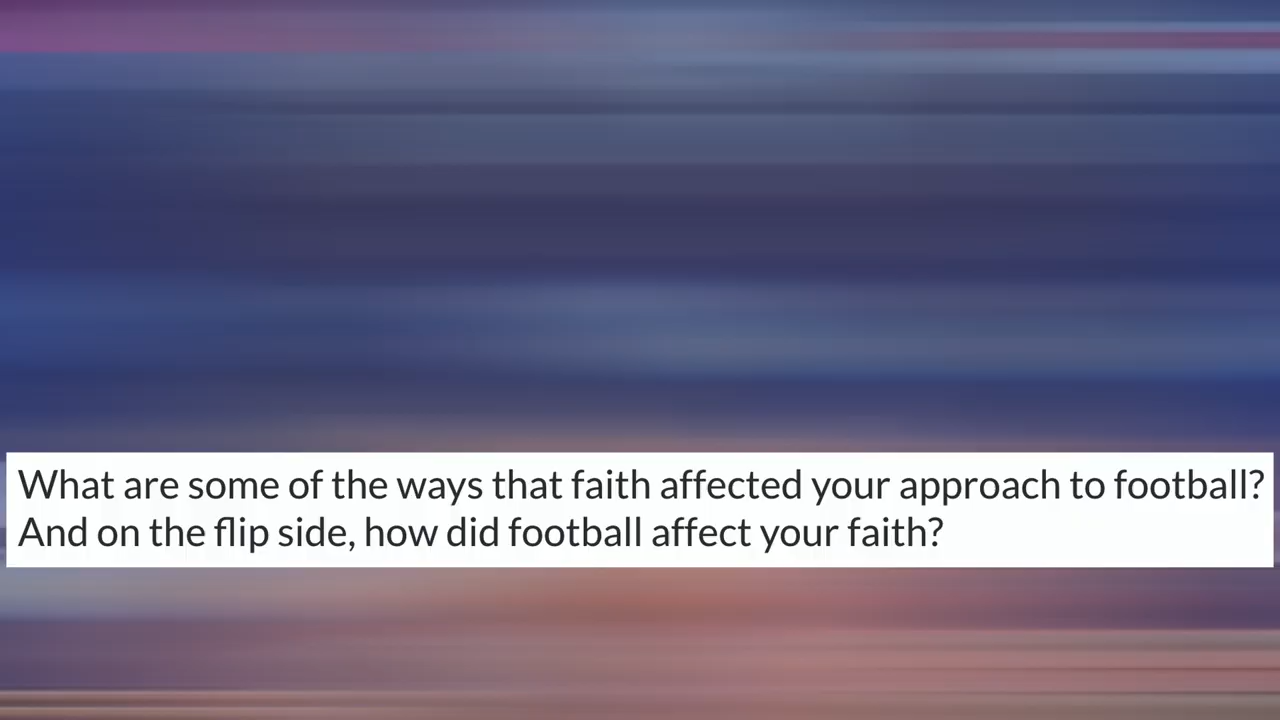 What are some of the ways that faith affected your approach to football?
And on the flip side, how did football affect your faith?